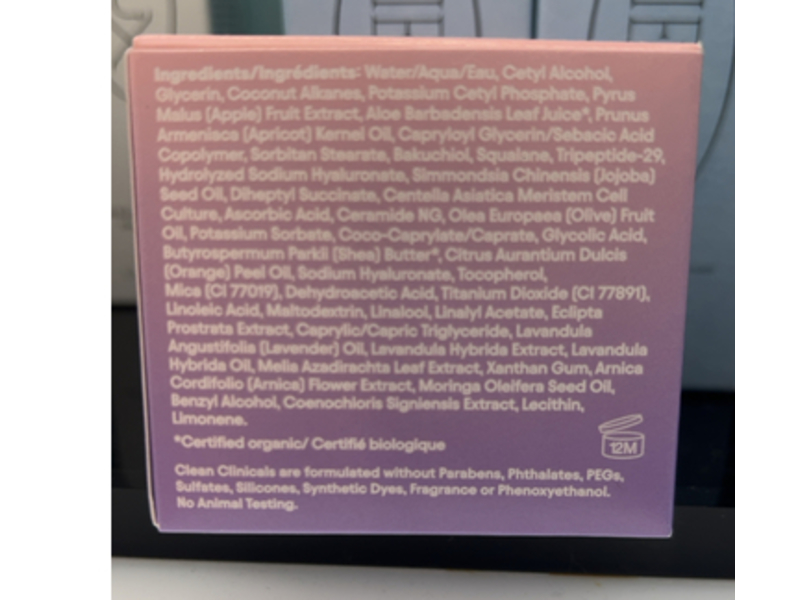 Ingredients/Ingrédients: Water/Aqua/Eau, Cetyl Alcohol,
Glycerin, Coconut Alkanes, Potassium Cetyl Phosphate, Pyrus
Malus (Apple) Fruit Extract, Aloe Barbadensis Leaf Juice*, Prunus
Armeniaca (Apricot) Kernel Oil, Capryloyl Glycerin/Sebacic Acid
Copolymer, Sorbitan Stearate, Bakuchiol, Squalane, Tripeptide-29,
Hydrolyzed Sodium Hyaluronate, Simmondsia Chinensis (Jojoba)
Seed Oil, Diheptyl Succinate, Centella Asiatica Meristem Cell
Culture, Ascorbic Acid, Ceramide NG, Olea Europaea (Olive) Fruit
Oil, Potassium Sorbate, Coco-Caprylate/Caprate, Glycolic Acid,
Butyrospermum Parkii (Shea) Butter*, Citrus Aurantium Dulcis
(Orange) Peel Oil, Sodium Hyaluronate, Tocopherol,
Mica (CI 77019), Dehydroacetic Acid, Titanium Dioxide (CI 77891),
Linoleic Acid, Maltodextrin, Linalool, Linalyl Acetate, Eclipta
Prostrata Extract, Caprylic/Capric Triglyceride, Lavandula
Angustifolia (Lavender) Oil, Lavandula Hybrida Extract, Lavandula
Hybrida Oil, Melia Azadirachta Leaf Extract, Xanthan Gum, Arnica
Cordifolio (Arnica) Flower Extract, Moringa Oleifera Seed Oil,
Benzyl Alcohol, Coenochloris Signiensis Extract, Lecithin,
Limonene.
12M
*Certified organic/ Certifié biologique
Clean Clinicals are formulated without Parabens, Phthalates, PEGs,
Sulfates, Silicones, Synthetic Dyes, Fragrance or Phenoxyethanol.
No Animal Testing.